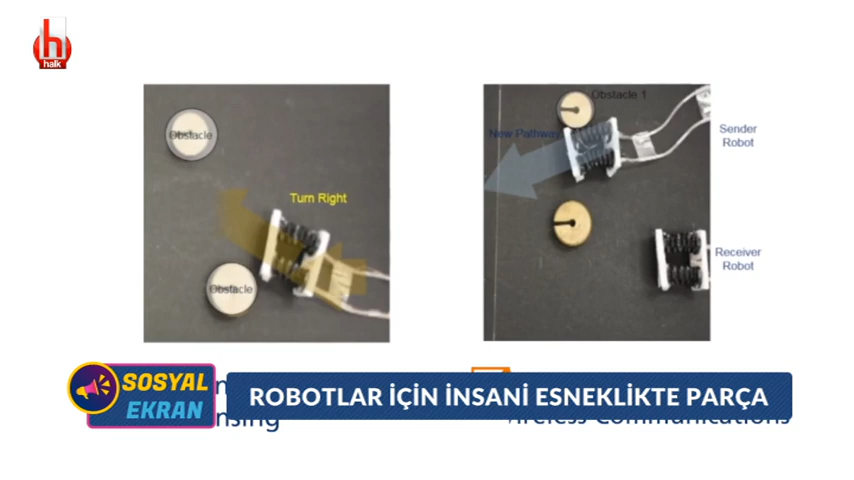 h
halk
Obstacle
Turn Right
Obstacle
Obstacle 1
New Pathway
Sender
Robot
Receiver
Robot
SOSYAL
EKRAN
ROBOTLAR İÇİN İNSANİ ESNEKLİKTE PARÇA
Communications